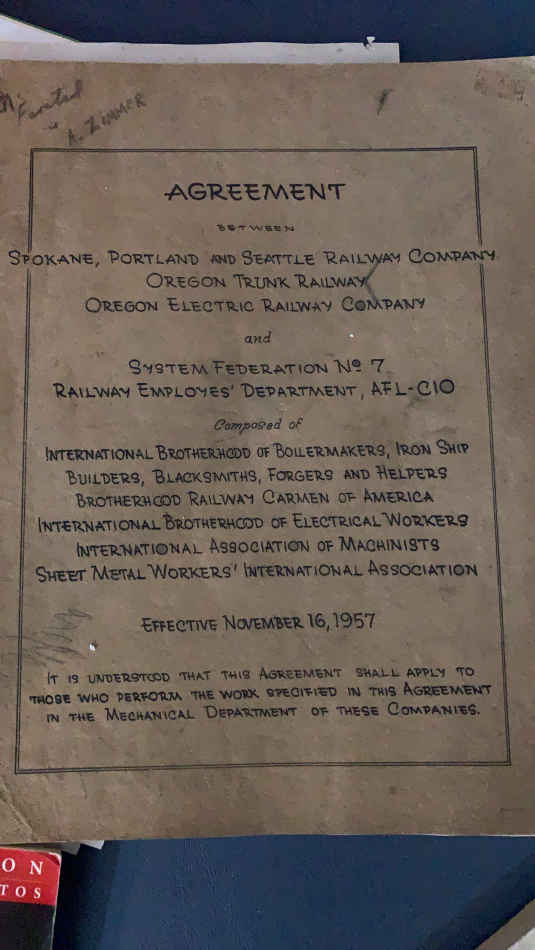 A. ZIMMER
AGREEMENT
BETWEEN
SPOKANE, PORTLAND AND SEATTLE RAILWAY COMPANY
OREGON TRUNK RAILWAY
OREGON ELECTRIC RAILWAY COMPANY
and
SYSTEM FEDERATION Nº 7
RAILWAY EMPLOYES' DEPARTMENT, AFL-CIO
Composed of
INTERNATIONAL BROTHERHOOD OF BOILERMAKERS, IRON SHIP
BUILDERS, BLACKSMITHS, FORGERS AND HELPERS
BROTHERHOOD RAILWAY CARMEN OF AMERICA
INTERNATIONAL BROTHERHOOD OF ELECTRICAL WORKERS
INTERNATIONAL ASSOCIATION OF MACHINISTS
SHEET METAL WORKERS' INTERNATIONAL ASSOCIATION
EFFECTIVE NOVEMBER 16, 1957
IT IS UNDERSTOOD THAT THIS AGREEMENT SHALL APPLY TO
THOSE WHO PERFORM THE WORK SPECIFIED IN THIS AGREEMENT
IN THE MECHANICAL DEPARTMENT OF THESE COMPANIES.
ON
TOS